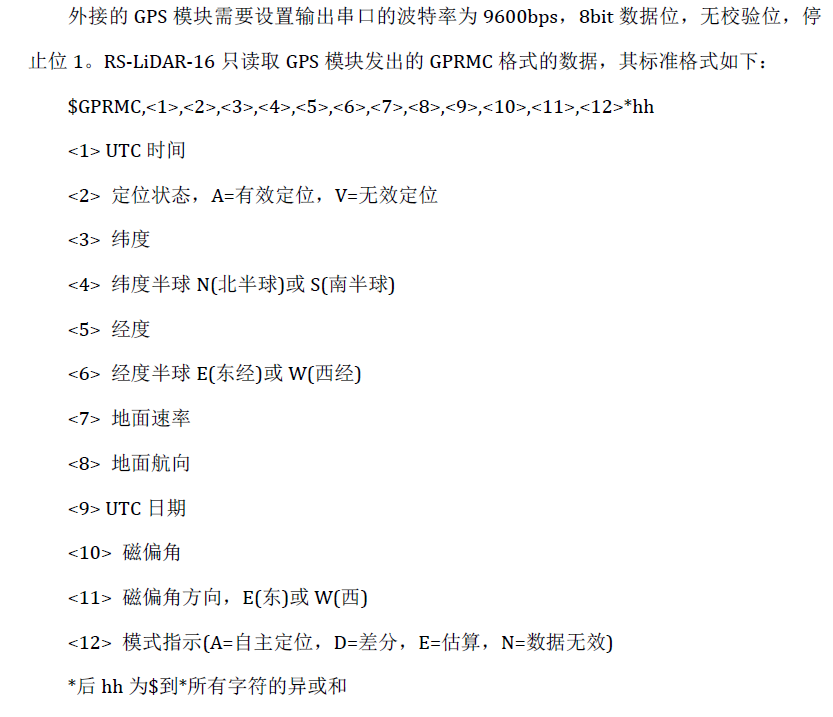 外接的 GPS 模块需要设置输出串口的波特率为 9600bps，8bit 数据位，无校验位，停
止位 1。RS-LiDAR-16 只读取 GPS 模块发出的 GPRMC 格式的数据，其标准格式如下：
$GPRMC,<1>,<2>,<3>,<4>,<5>,<6>,<7>,<8>,<9>,<10>,<11>,<12>*hh
<1> UTC 时间
<2> 定位状态，A=有效定位，V=无效定位
<3> 纬度
<4> 纬度半球 N(北半球)或 S(南半球)
<5> 经度
<6> 经度半球 E(东经)或 W(西经)
<7> 地面速率
<8> 地面航向
<9> UTC 日期
<10> 磁偏角
<11> 磁偏角方向，E(东)或 W(西)
<12> 模式指示(A=自主定位，D=差分，E=估算，N=数据无效)
*后 hh 为$到*所有字符的异或和